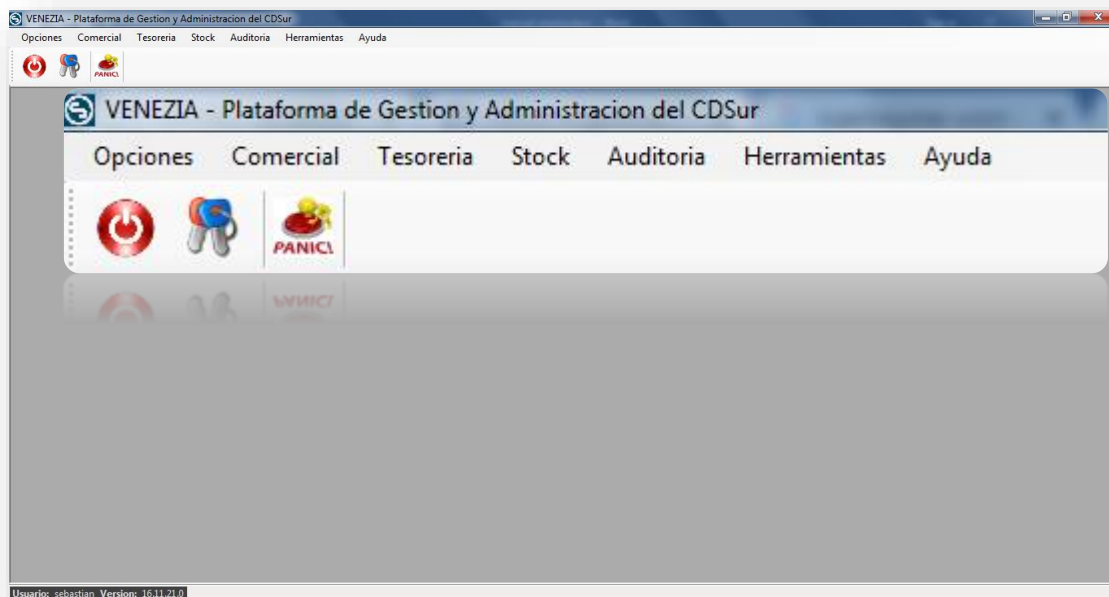 VENEZIA - Plataforma de Gestion y Administracion del CDSur
Opciones Comercial Tesoreria Stock Auditoria Herramientas Ayuda
PANIC!
VENEZIA - Plataforma de Gestion y Administracion del CDSur
Opciones Comercial Tesoreria Stock Auditoria Herramientas Ayuda
PANIC!
Usuario: sebastian Version: 16.11.21.0